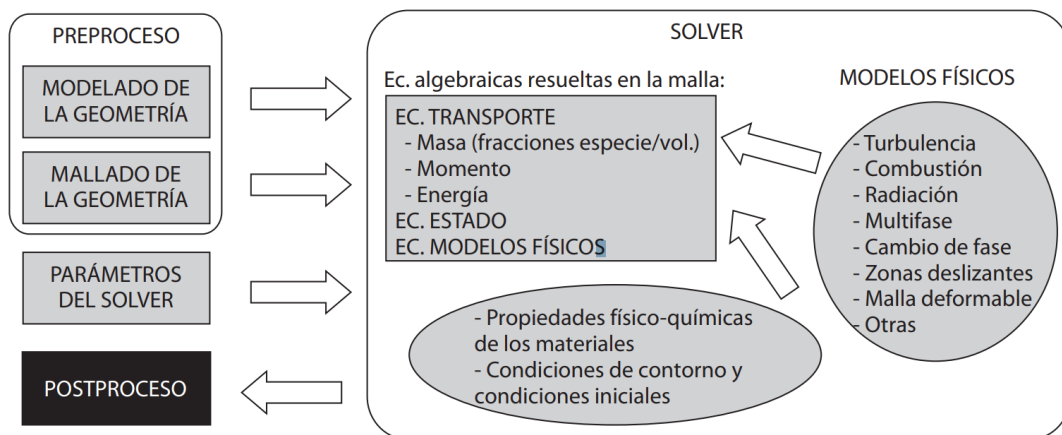 PREPROCESO
MODELADO DE
LA GEOMETRÍA
MALLADO DE
LA GEOMETRÍA
PARÁMETROS
DEL SOLVER
POSTPROCESO
SOLVER
Ec. algebraicas resueltas en la malla:
EC. TRANSPORTE
- Masa (fracciones especie/vol.)
- Momento
- Energía
EC. ESTADO
EC. MODELOS FÍSICOS
- Propiedades físico-químicas
de los materiales
- Condiciones de contorno y
condiciones iniciales
MODELOS FÍSICOS
- Turbulencia
- Combustión
- Radiación
- Multifase
- Cambio de fase
- Zonas deslizantes
- Malla deformable
- Otras